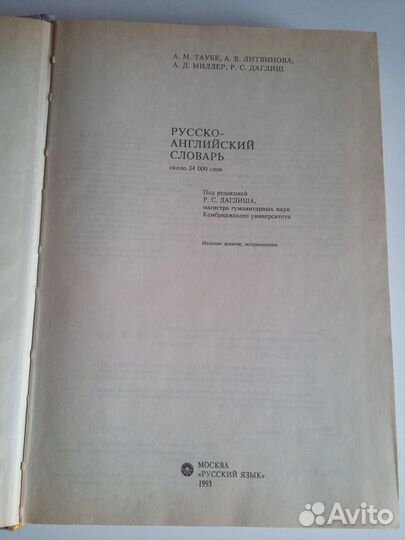 А. М. ТАУБЕ, А. В. ЛИТВИНОВА,
А. Д. МИЛЛЕР, Р. С. ДАГЛИШ
РУССКО-
АНГЛИЙСКИЙ
СЛОВАРЬ
около 34 000 слов
Под редакцией
Р. С. ДАГЛИША,
магистра гуманитарных наук
Кембриджского университета
Издание девятое, исправленное
МОСКВА
«РУССКИЙ ЯЗЫК»
1993
Avito